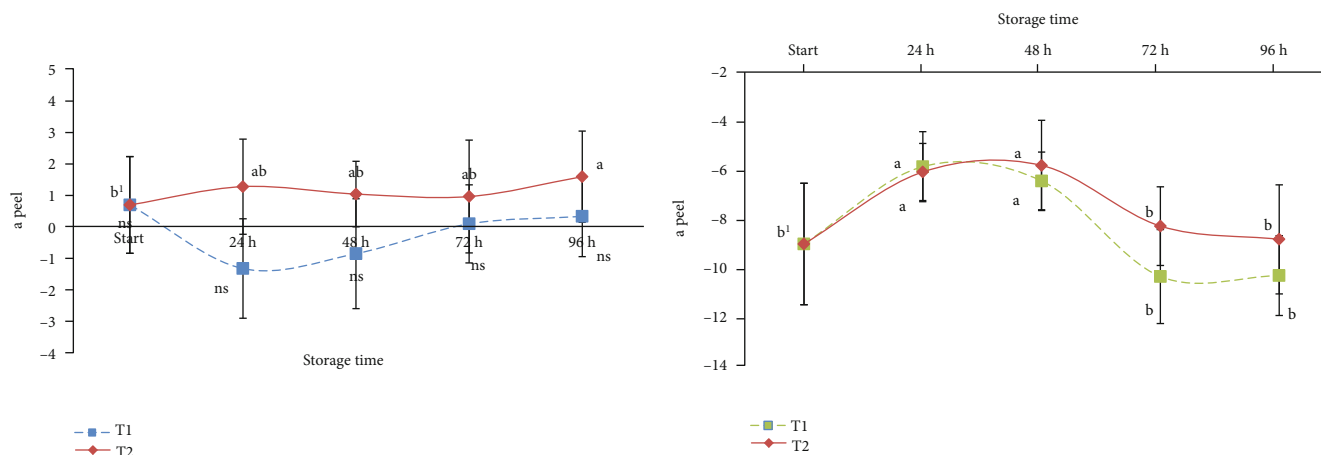 5
4
3
2
1
0
−1
−2
−3
−4
a peel
b1
ns
Start
ab
24 h
ns
ab
48 h
ns
ab
72 h
ns
a
96 h
ns
Storage time
T1
T2
Storage time
Start 24 h 48 h 72 h 96 h
−2
−4
−6
−8
−10
−12
−14
a peel
b1
a
a
a
a
b
b
b
b
T1
T2